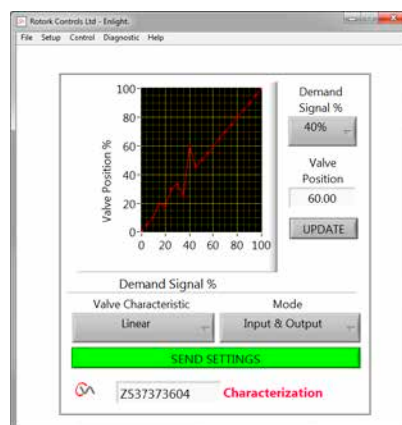 Rotork Controls Ltd - Enlight.
File Setup Control Diagnostic Help
Demand
Signal %
40%
Valve
Position
60.00
UPDATE
Valve Position %
100
80
60
40
20
0
0 20 40 60 80 100
Demand Signal %
Valve Characteristic Mode
Linear Input & Output
SEND SETTINGS
ZS37373604 Characterization